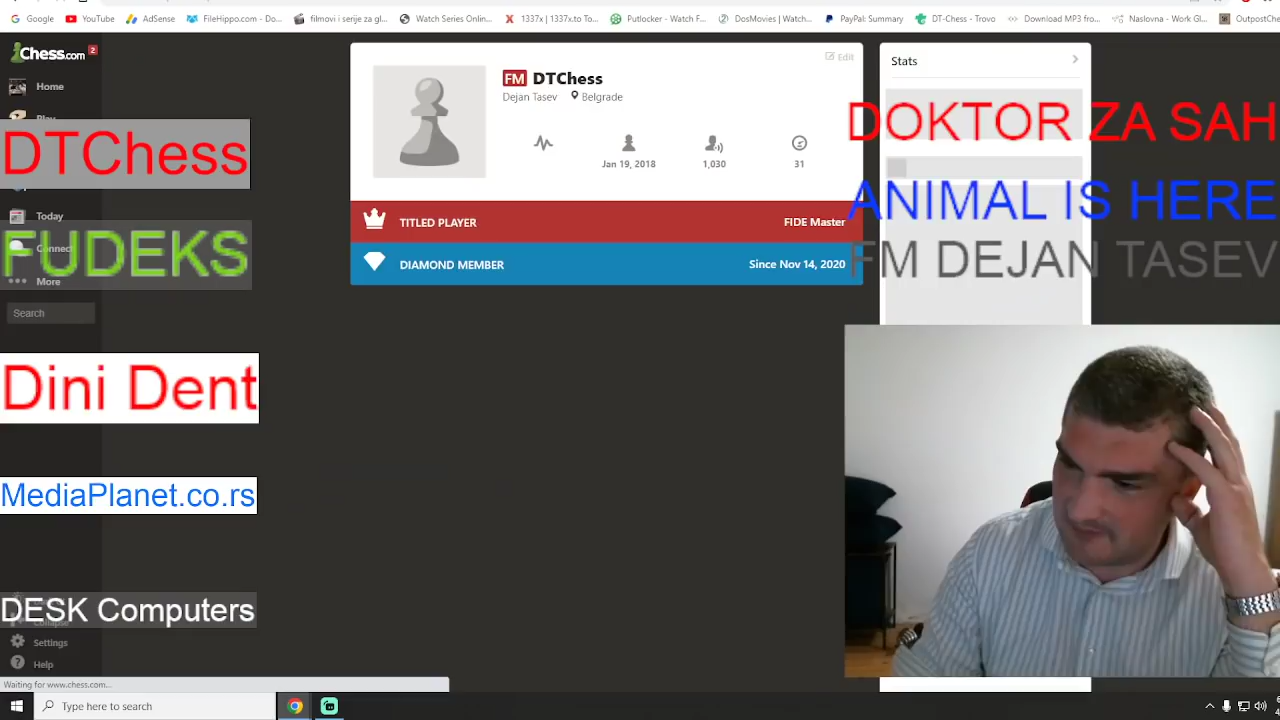 Google YouTube AdSense FileHippo.com - Do... filmovi i serije za gl... Watch Series Onlin... 1337x | 1337x.to To... Putlocker - Watch F... DosMovies | Watch... PayPal: Summary DT-Chess - Trovo Download MP3 fro... Naslovna - Work Gl... OutpostChe
Chess.com 2
Home
DTChess
Today
Connect
FUDEKS
More
Search
Dini Dent
MediaPlanet.co.rs
DESK Computers
Collapse
Settings
Help
Edit
FM DTChess
Dejan Tasev Belgrade
Jan 19, 2018 1,030 31
TITLED PLAYER FIDE Master
DIAMOND MEMBER Since Nov 14, 2020
Stats
DOKTOR ZA SAH
ANIMAL IS HERE
FM DEJAN TASEV
Waiting for www.chess.com...
Type here to search